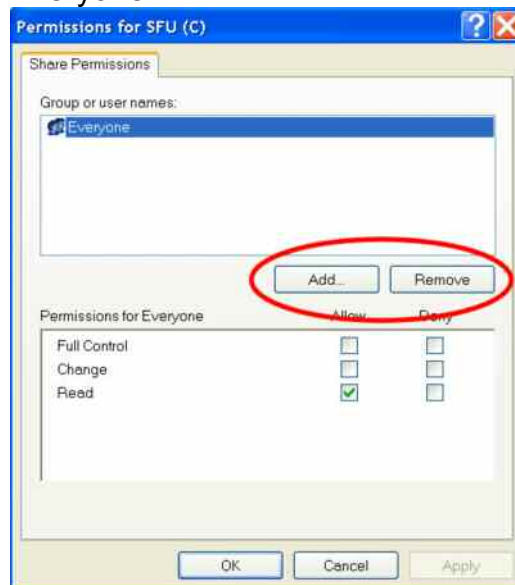 Permissions for SFU (C)
Share Permissions
Group or user names:
Everyone
Add... Remove
Permissions for Everyone Allow Deny
Full Control
Change
Read
OK Cancel Apply